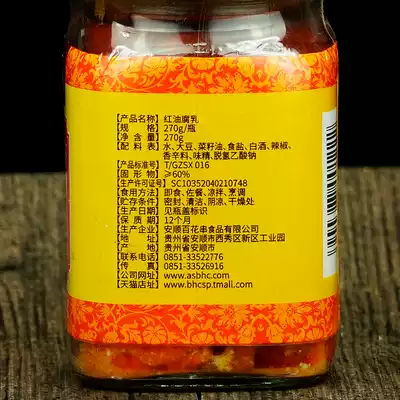 【产品名称】红油腐乳
【规　　格】270g/瓶
【净 含 量】270g
【配 料 表】水、大豆、菜籽油、食盐、白酒、辣椒、
香辛料、味精、脱氢乙酸钠
【产品标准号】T/GZSX 016
【固 形 物】≥60%
【生产许可证号】SC10352040210748
【食用方法】即食、佐餐、凉拌、烹调
【贮存条件】密封、清洁、阴凉、干燥处
【生产日期】见瓶盖标识
【保 质 期】12个月
【生产企业】安顺百花串食品有限公司
【地　　址】贵州省安顺市西秀区新区工业园
【产　　地】贵州省安顺市
【联系电话】0851-33522776
【传　　真】0851-33526916
【公司网址】www.asbhc.com
【天猫店址】www.bhcsp.tmall.com